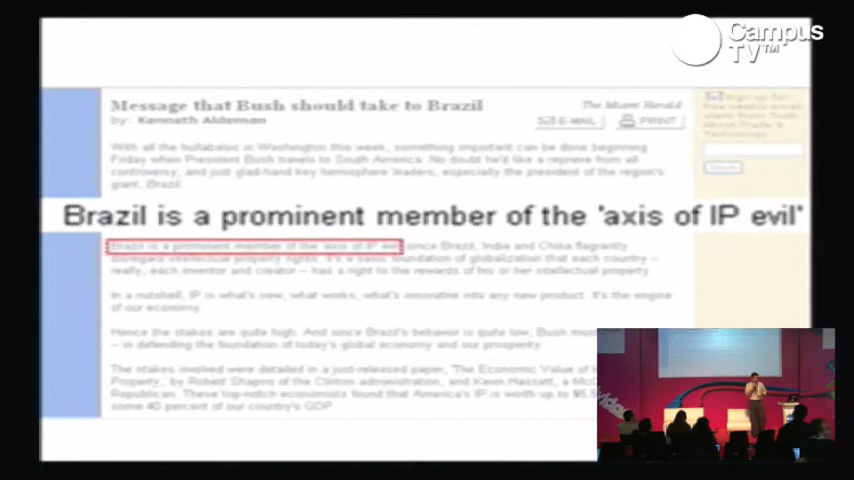 Campus
TV™
Message that Bush should take to Brazil
The Miami Herald
by: Kenneth Alderman
E-MAIL
PRINT
With all the hullabaloo in Washington this week, something important can be done beginning
Friday when President Bush travels to South America. No doubt he'd like a reprieve from all
controversy, and just glad-hand key hemisphere leaders, especially the president of the region's
giant, Brazil.
Brazil is a prominent member of the 'axis of IP evil'
Brazil is a prominent member of the 'axis of IP evil' since Brazil, India and China flagrantly
disregard intellectual property rights. It's a basic foundation of globalization that each country --
really, each inventor and creator -- has a right to the rewards of his or her intellectual property.
In a nutshell, IP is what's new, what works, what's innovative into any new product. It's the engine
of our economy.
Hence the stakes are quite high. And since Brazil's behavior is quite low, Bush
-- in defending the foundation of today's global economy and our prosperity.
The stakes involved were detailed in a just-released paper, 'The Economic Value of
Property,' by Robert Shapiro of the Clinton administration, and Kevin Hassett, a
Republican. These top-notch economists found that America's IP is worth up to
some 40 percent of our country's GDP.